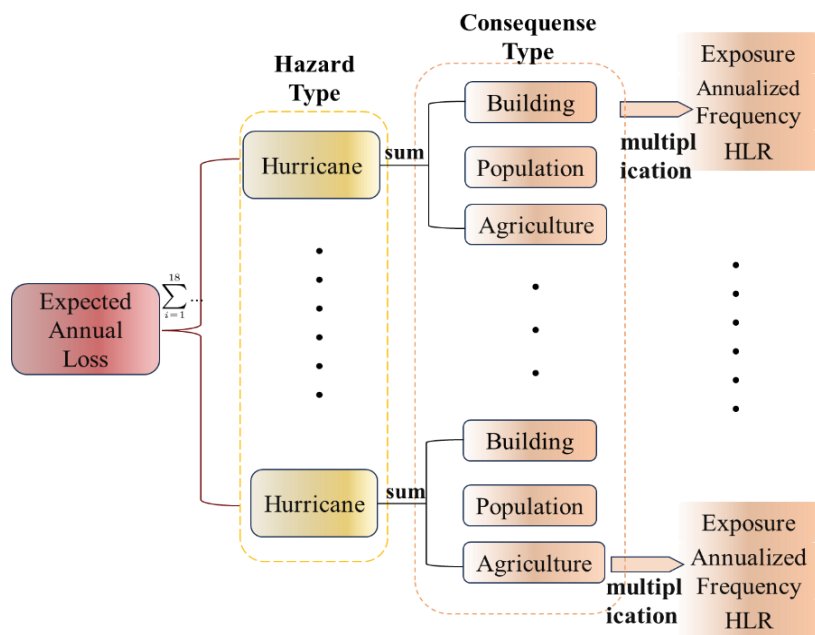 Consequense
Type
Hazard
Type
Expected
Annual
Loss
18
∑ ...
i=1
Hurricane
sum
Building
Population
Agriculture
multipl
ication
Exposure
Annualized
Frequency
HLR
Hurricane
sum
Building
Population
Agriculture
multipl
ication
Exposure
Annualized
Frequency
HLR